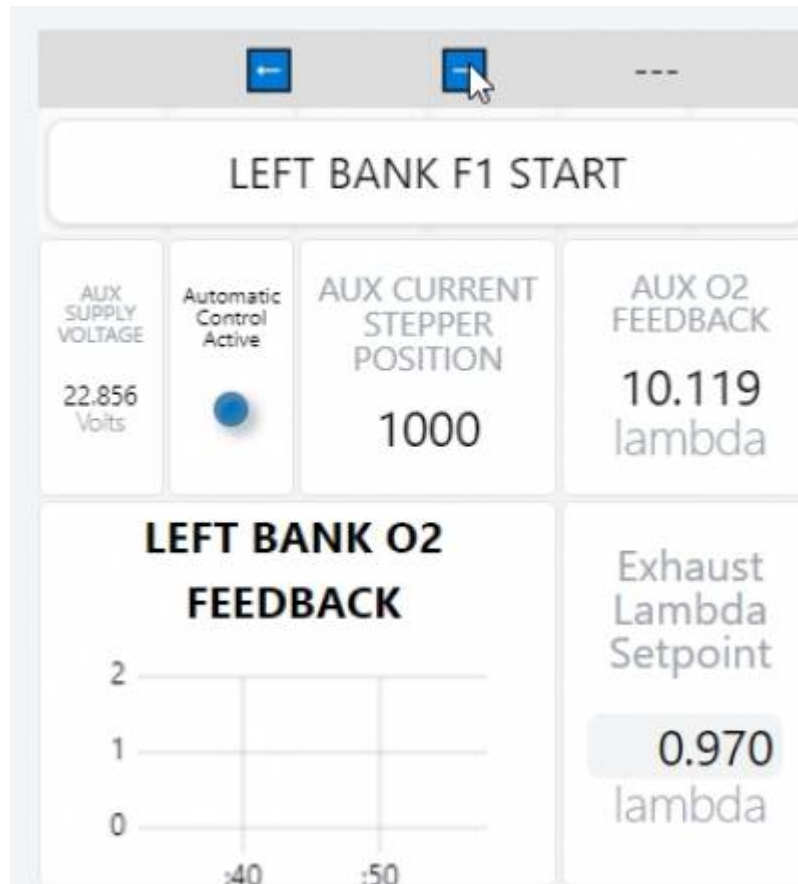 ← → ---
LEFT BANK F1 START
AUX
SUPPLY
VOLTAGE
22.856
Volts
Automatic
Control
Active
AUX CURRENT
STEPPER
POSITION
1000
AUX O2
FEEDBACK
10.119
lambda
LEFT BANK O2
FEEDBACK
2
1
0
:40 :50
Exhaust
Lambda
Setpoint
0.970
lambda